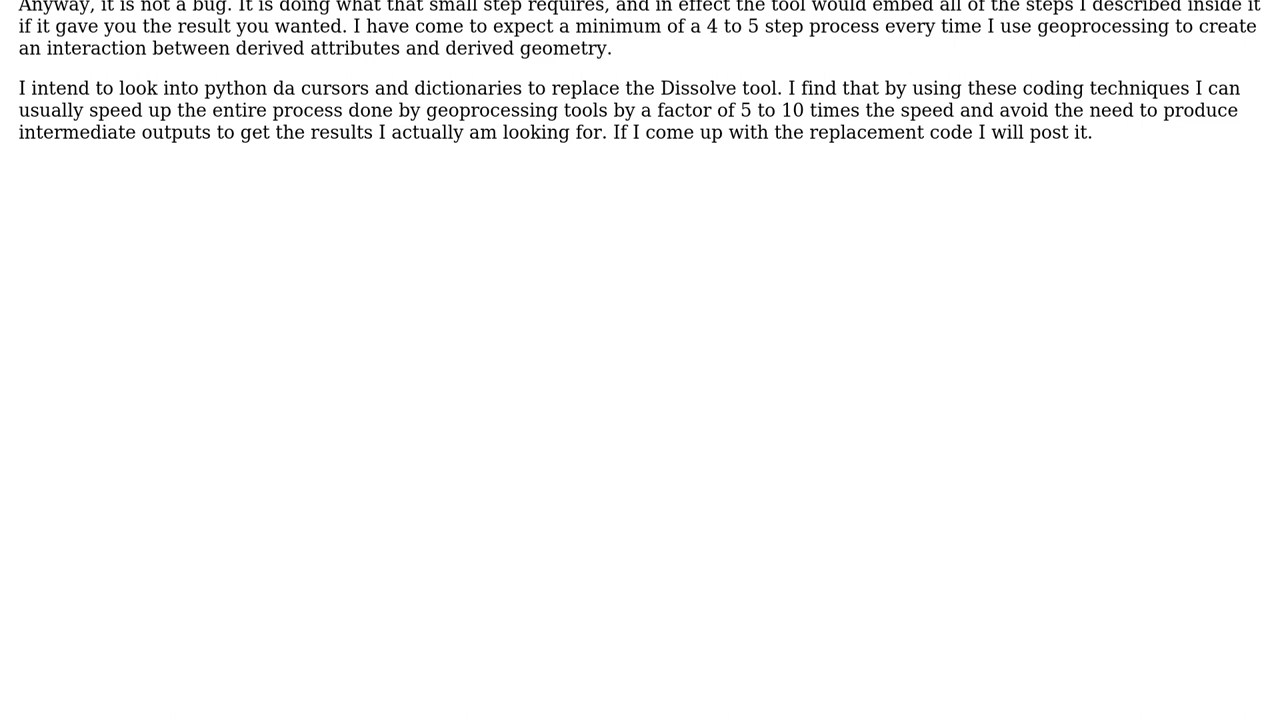 Anyway, it is not a bug. It is doing what that small step requires, and in effect the tool would embed all of the steps I described inside it
if it gave you the result you wanted. I have come to expect a minimum of a 4 to 5 step process every time I use geoprocessing to create
an interaction between derived attributes and derived geometry.
I intend to look into python da cursors and dictionaries to replace the Dissolve tool. I find that by using these coding techniques I can
usually speed up the entire process done by geoprocessing tools by a factor of 5 to 10 times the speed and avoid the need to produce
intermediate outputs to get the results I actually am looking for. If I come up with the replacement code I will post it.